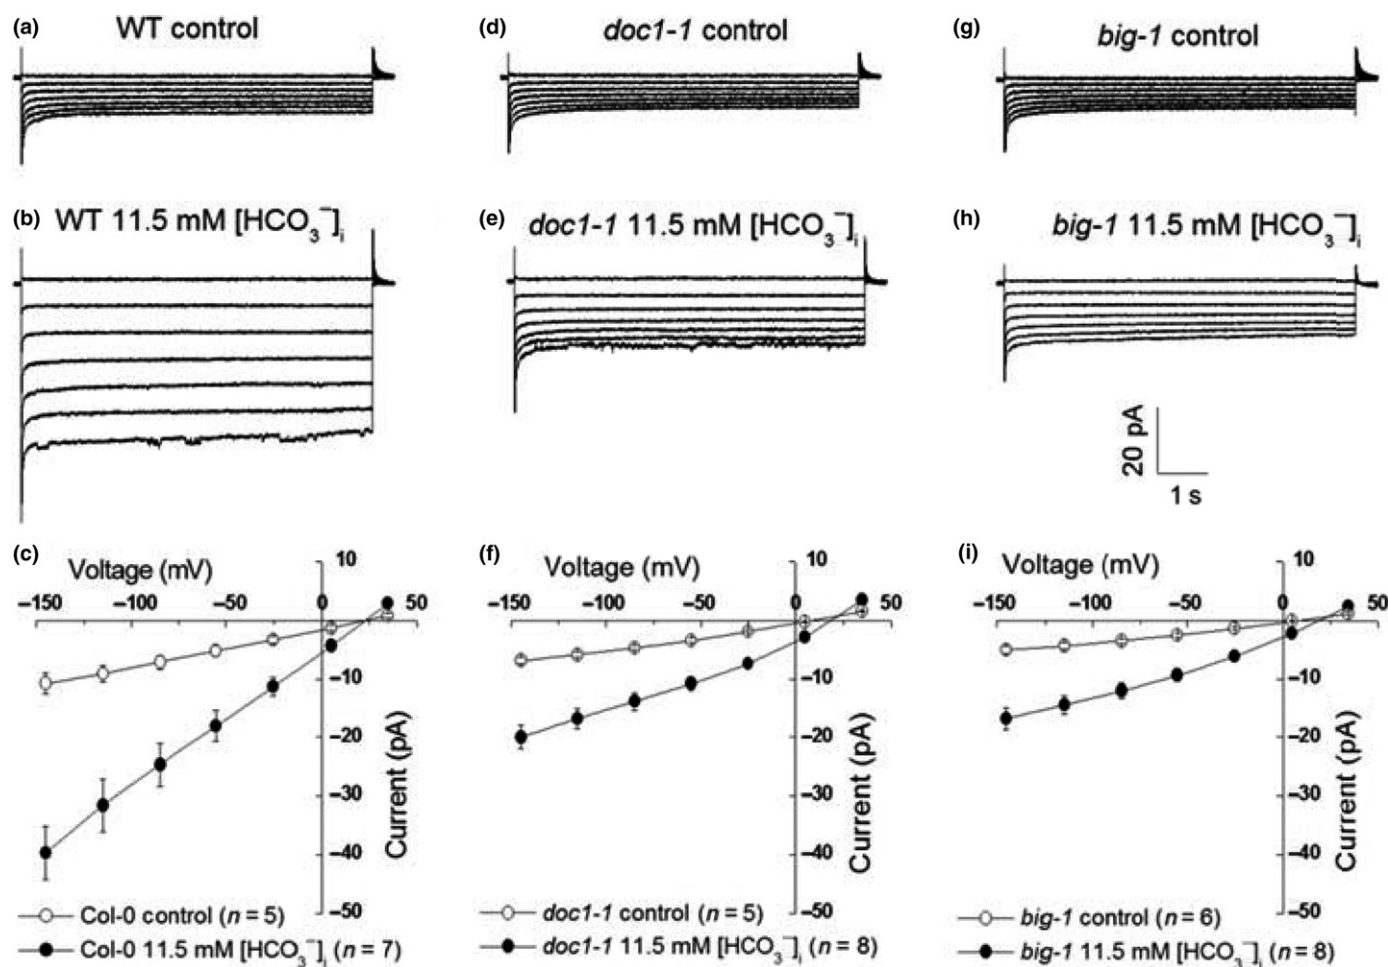 (a) WT control
(d) doc1-1 control
(g) big-1 control
(b) WT 11.5 mM [HCO₃⁻]ᵢ
(e) doc1-1 11.5 mM [HCO₃⁻]ᵢ
(h) big-1 11.5 mM [HCO₃⁻]ᵢ
20 pA
1 s
(c) Voltage (mV)
10
–150 –100 –50 0 50
–10
–20
–30
–40
–50
Current (pA)
Col-0 control (n = 5)
Col-0 11.5 mM [HCO₃⁻]ᵢ (n = 7)
(f) Voltage (mV)
10
–150 –100 –50 0 50
–10
–20
–30
–40
–50
Current (pA)
doc1-1 control (n = 5)
doc1-1 11.5 mM [HCO₃⁻]ᵢ (n = 8)
(i) Voltage (mV)
10
–150 –100 –50 0 50
–10
–20
–30
–40
–50
Current (pA)
big-1 control (n = 6)
big-1 11.5 mM [HCO₃⁻]ᵢ (n = 8)